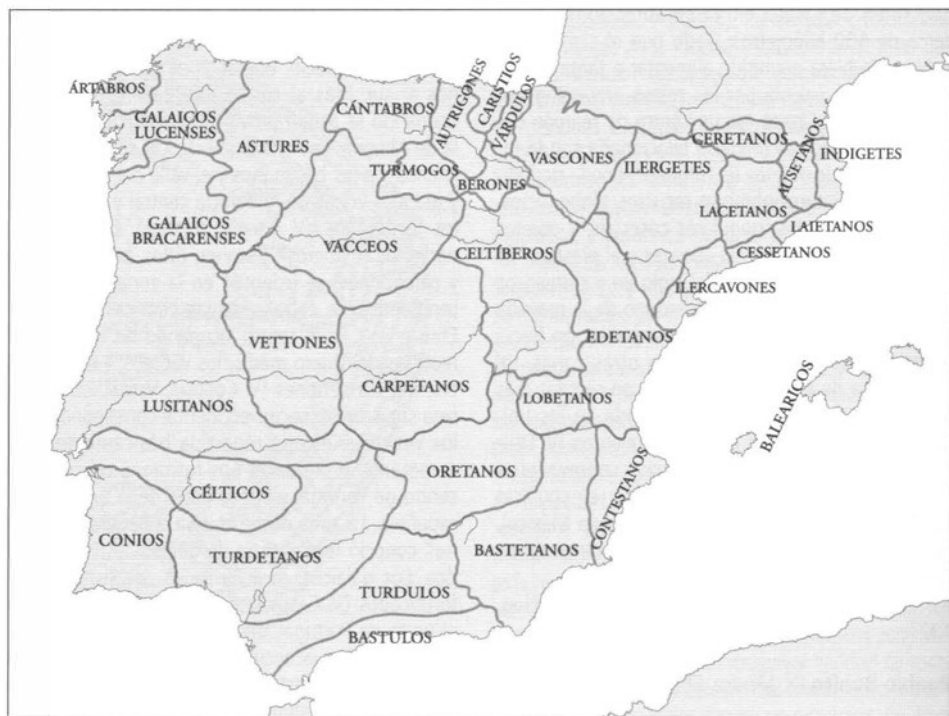 ÁRTABROS
GALAICOS
LUCENSES
ASTURES
CÁNTABROS
AUTRIGONES
CARISTIOS
VÁRDULOS
TURMOGOS
BERONES
VASCONES
ILERGETES
CERETANOS
AUSETANOS
INDIGETES
LACETANOS
LAIETANOS
CESSETANOS
ILERCAVONES
GALAICOS
BRACARENSES
VACCEOS
CELTÍBEROS
VETTONES
EDETANOS
CARPETANOS
LOBETANOS
LUSITANOS
BALEARICOS
ORETANOS
CONTESTANOS
CÉLTICOS
CONIOS
TURDETANOS
BASTETANOS
TURDULOS
BASTULOS